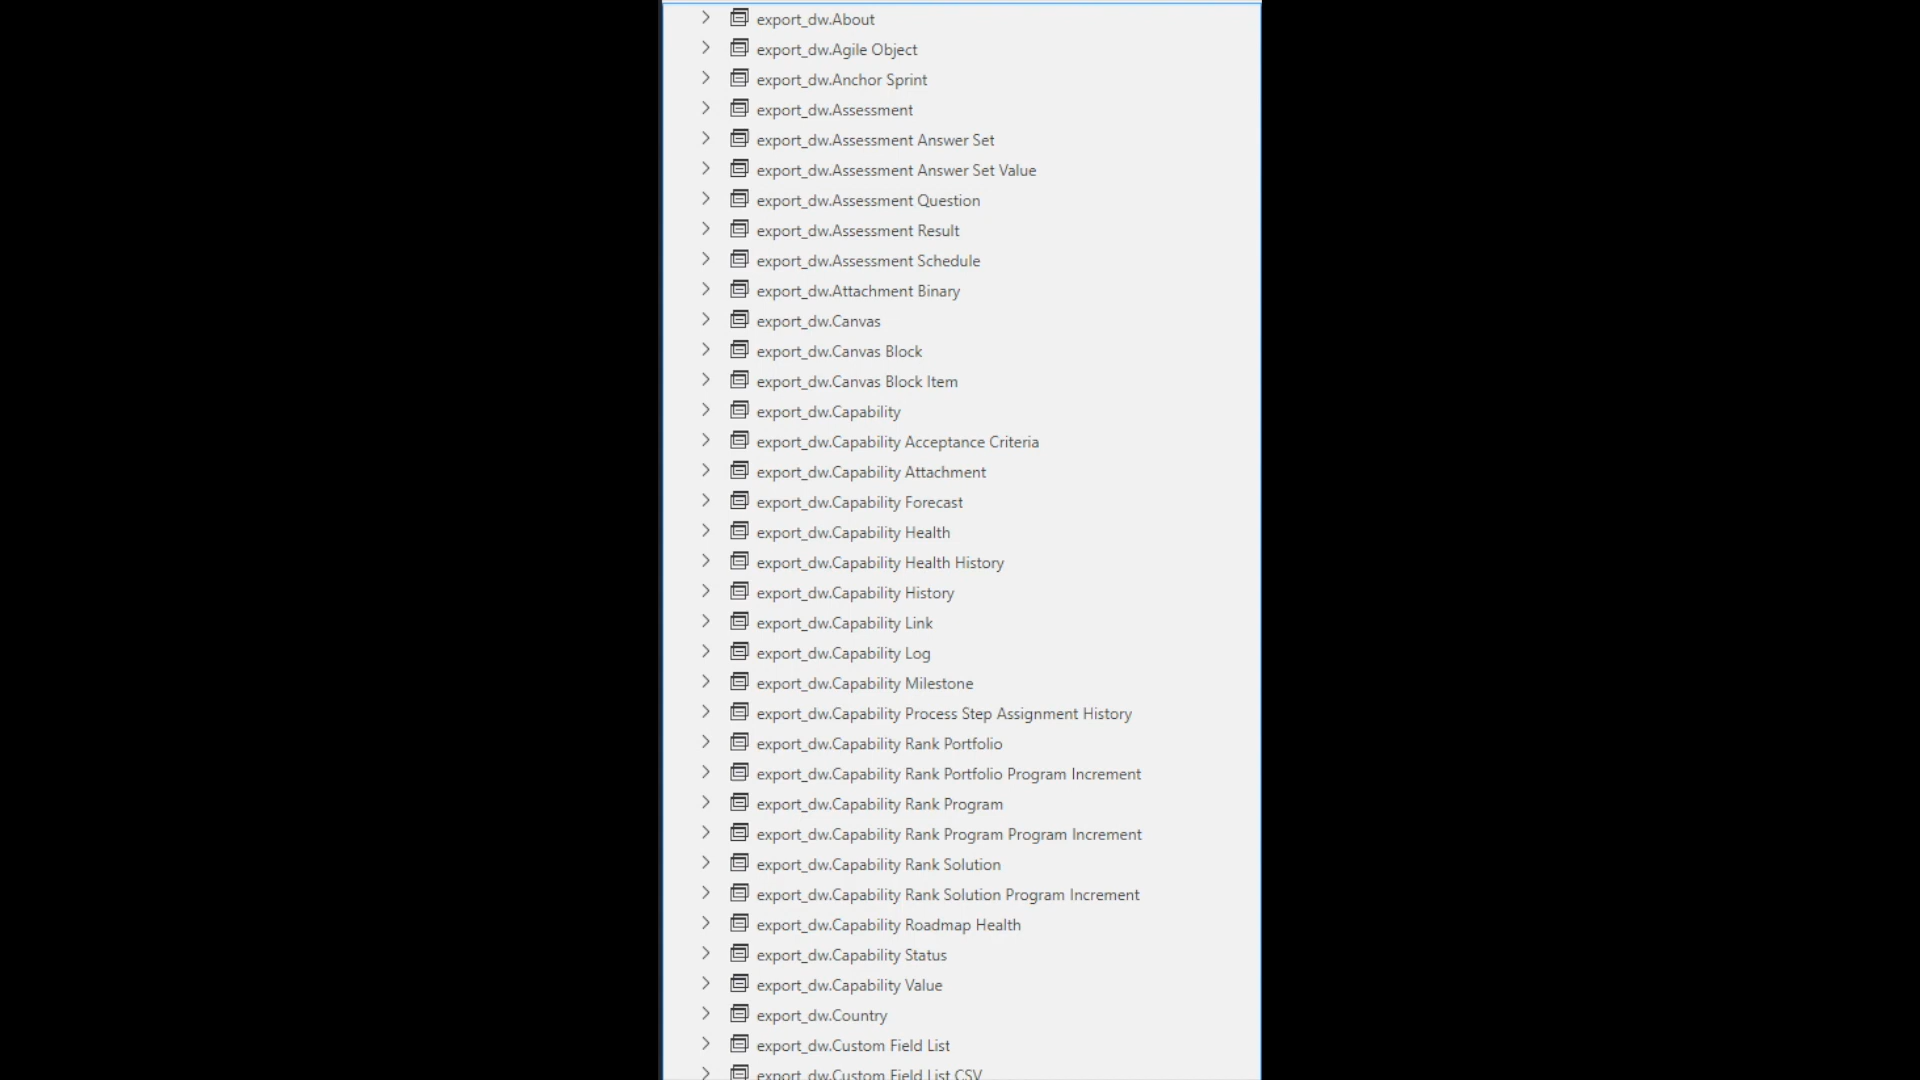 export_dw.About
export_dw.Agile Object
export_dw.Anchor Sprint
export_dw.Assessment
export_dw.Assessment Answer Set
export_dw.Assessment Answer Set Value
export_dw.Assessment Question
export_dw.Assessment Result
export_dw.Assessment Schedule
export_dw.Attachment Binary
export_dw.Canvas
export_dw.Canvas Block
export_dw.Canvas Block Item
export_dw.Capability
export_dw.Capability Acceptance Criteria
export_dw.Capability Attachment
export_dw.Capability Forecast
export_dw.Capability Health
export_dw.Capability Health History
export_dw.Capability History
export_dw.Capability Link
export_dw.Capability Log
export_dw.Capability Milestone
export_dw.Capability Process Step Assignment History
export_dw.Capability Rank Portfolio
export_dw.Capability Rank Portfolio Program Increment
export_dw.Capability Rank Program
export_dw.Capability Rank Program Program Increment
export_dw.Capability Rank Solution
export_dw.Capability Rank Solution Program Increment
export_dw.Capability Roadmap Health
export_dw.Capability Status
export_dw.Capability Value
export_dw.Country
export_dw.Custom Field List
export_dw.Custom Field List CSV